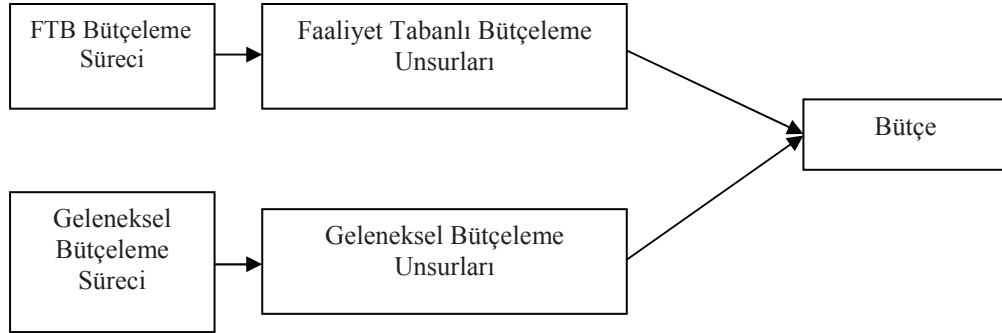 FTB Bütçeleme
Süreci
Faaliyet Tabanlı Bütçeleme
Unsurları
Bütçe
Geleneksel
Bütçeleme
Süreci
Geleneksel Bütçeleme
Unsurları